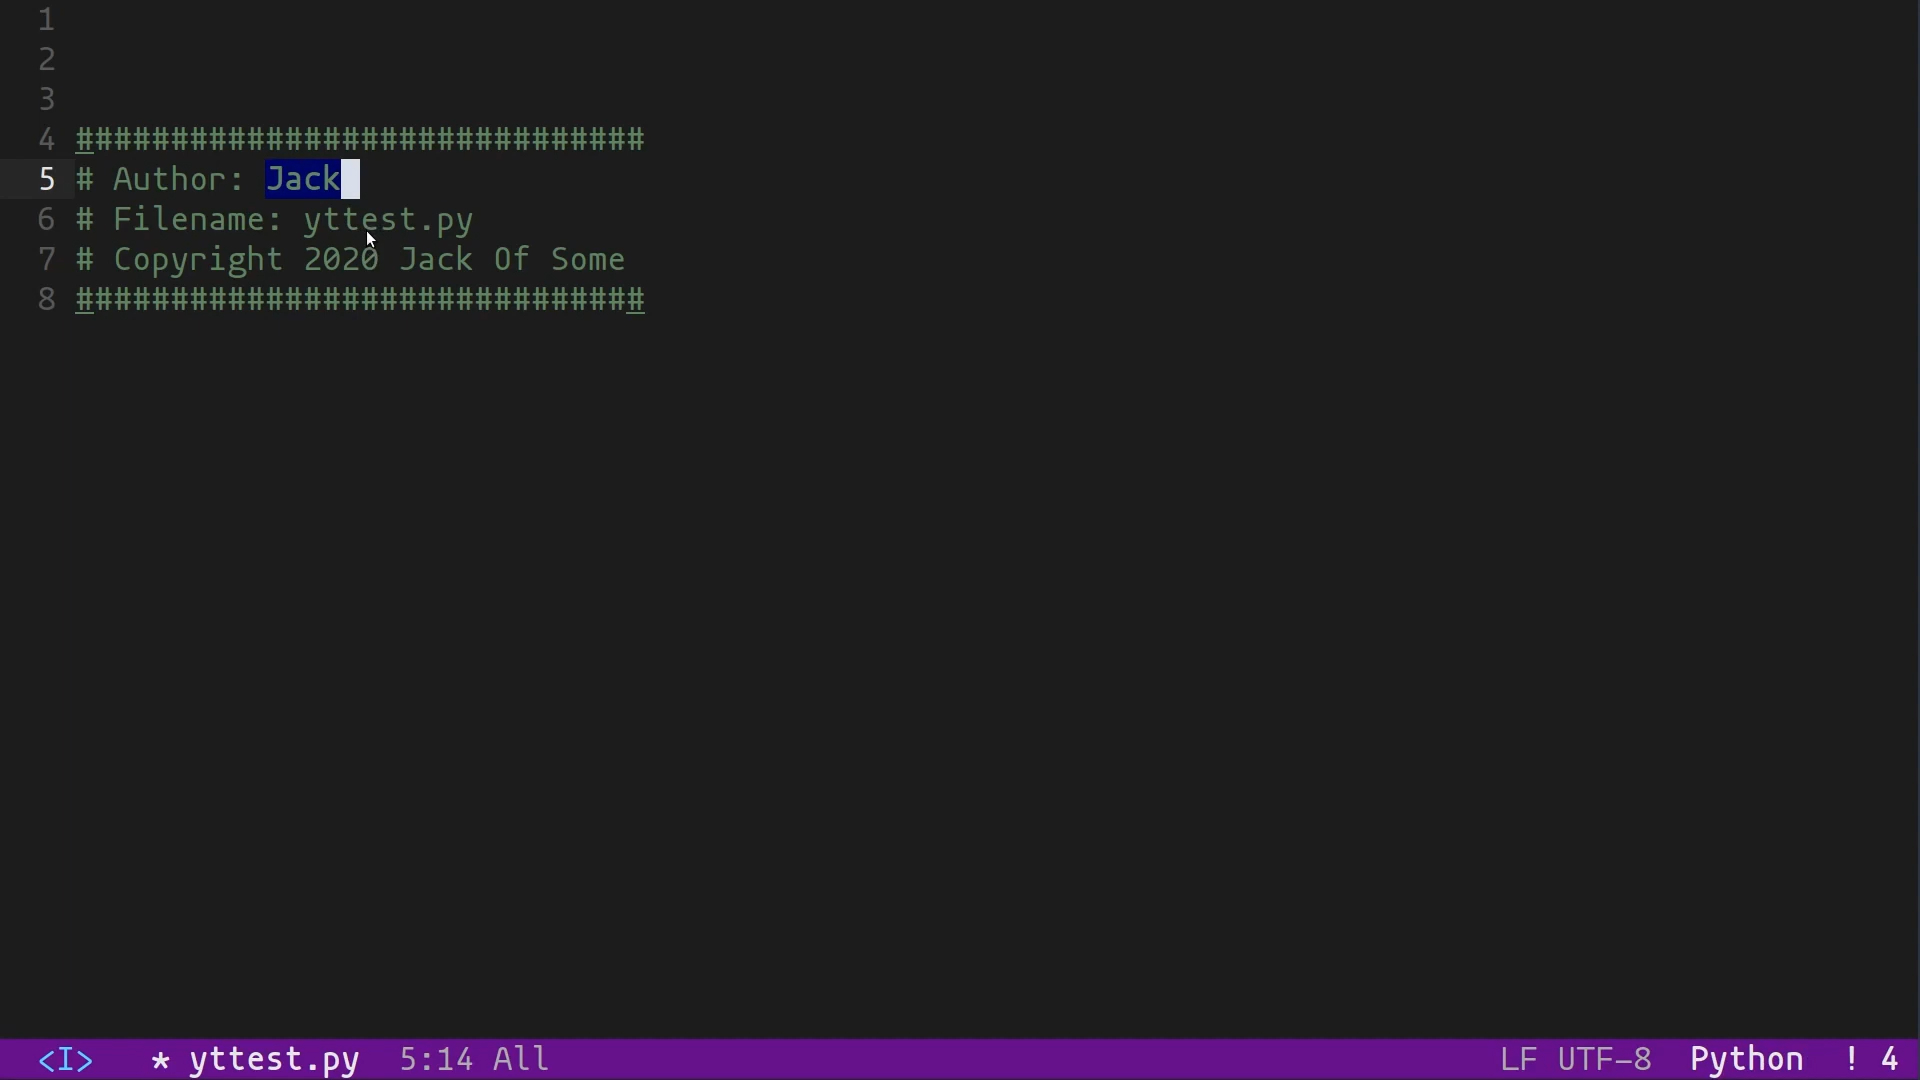 1
2
3
4 ##############################
5 # Author: Jack
6 # Filename: yttest.py
7 # Copyright 2020 Jack Of Some
8 ##############################
<I> * yttest.py 5:14 All LF UTF-8 Python ! 4